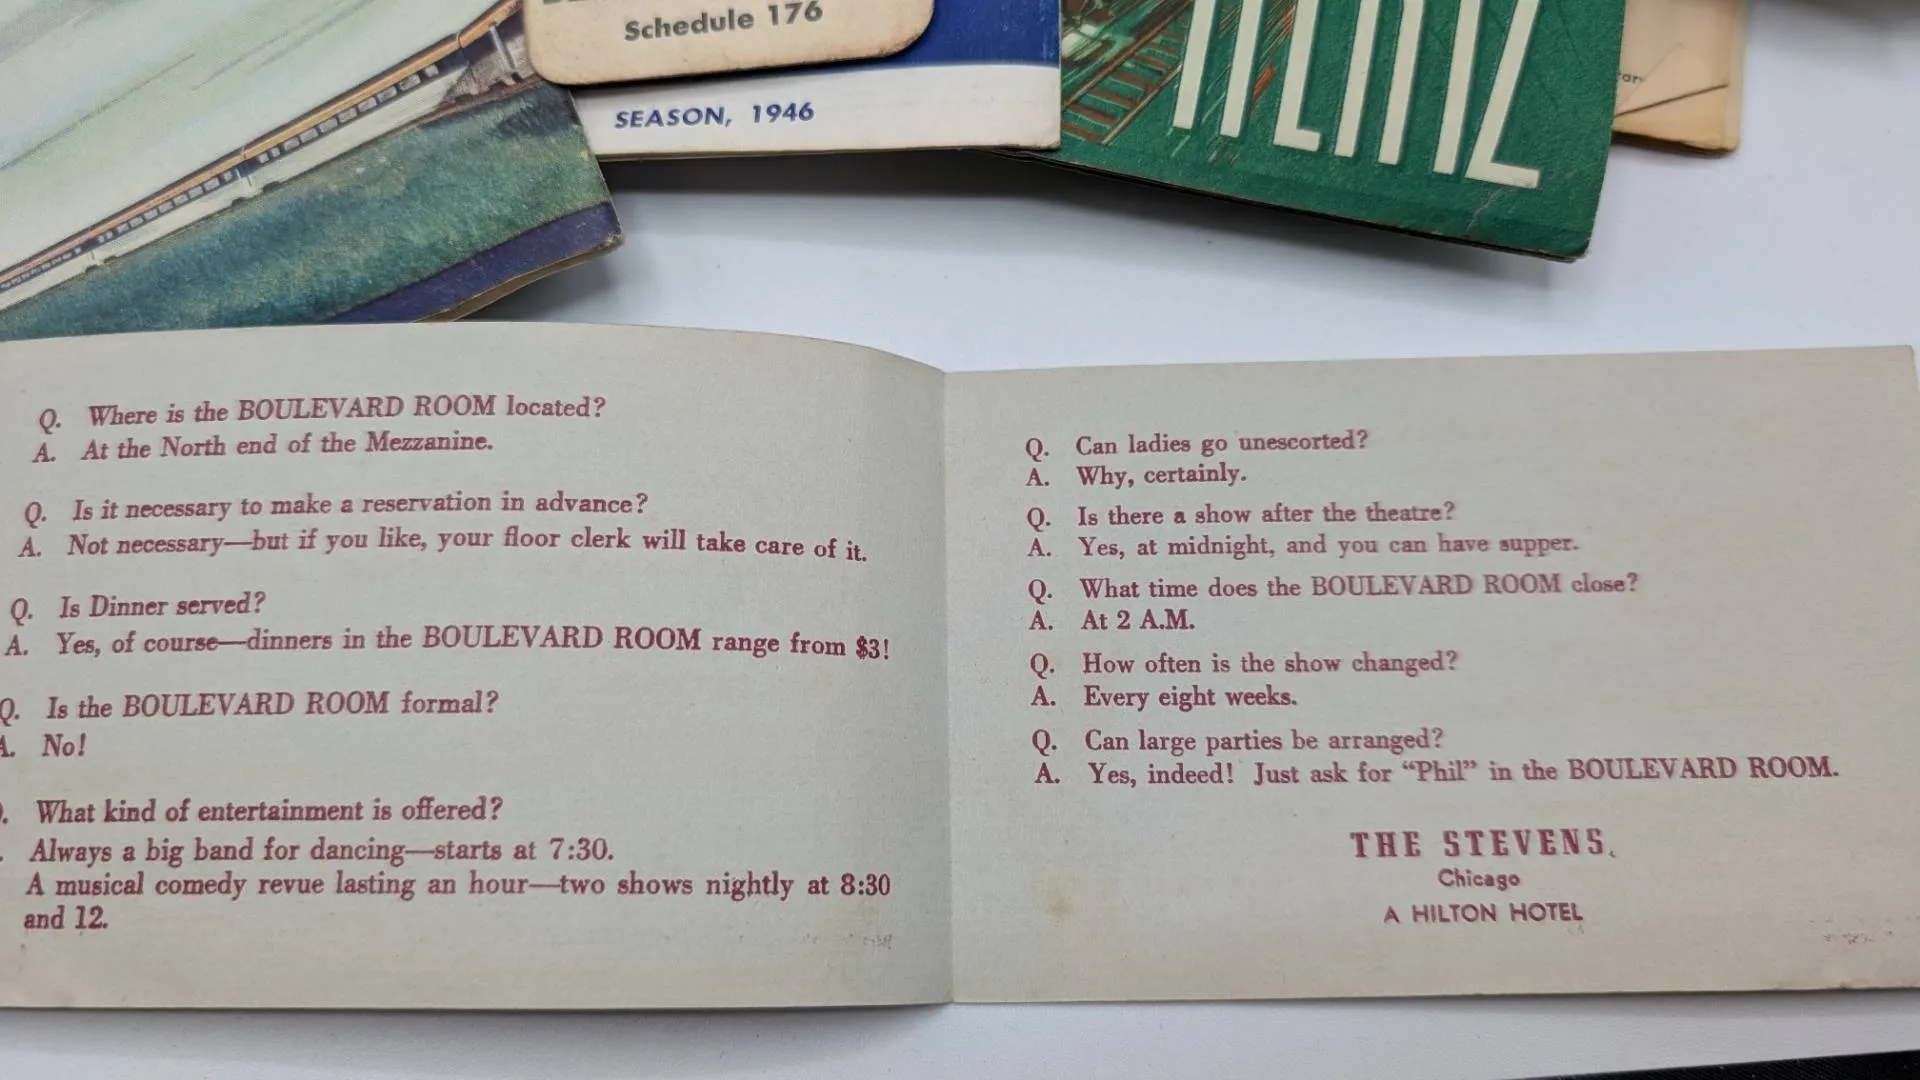 Schedule 176
SEASON, 1946
Q. Where is the BOULEVARD ROOM located?
A. At the North end of the Mezzanine.
Q. Is it necessary to make a reservation in advance?
A. Not necessary—but if you like, your floor clerk will take care of it.
Q. Is Dinner served?
A. Yes, of course—dinners in the BOULEVARD ROOM range from $3!
Q. Is the BOULEVARD ROOM formal?
A. No!
What kind of entertainment is offered?
Always a big band for dancing—starts at 7:30.
A musical comedy revue lasting an hour—two shows nightly at 8:30
and 12.
Q. Can ladies go unescorted?
A. Why, certainly.
Q. Is there a show after the theatre?
A. Yes, at midnight, and you can have supper.
Q. What time does the BOULEVARD ROOM close?
A. At 2 A.M.
Q. How often is the show changed?
A. Every eight weeks.
Q. Can large parties be arranged?
A. Yes, indeed! Just ask for “Phil” in the BOULEVARD ROOM.
THE STEVENS
Chicago
A HILTON HOTEL